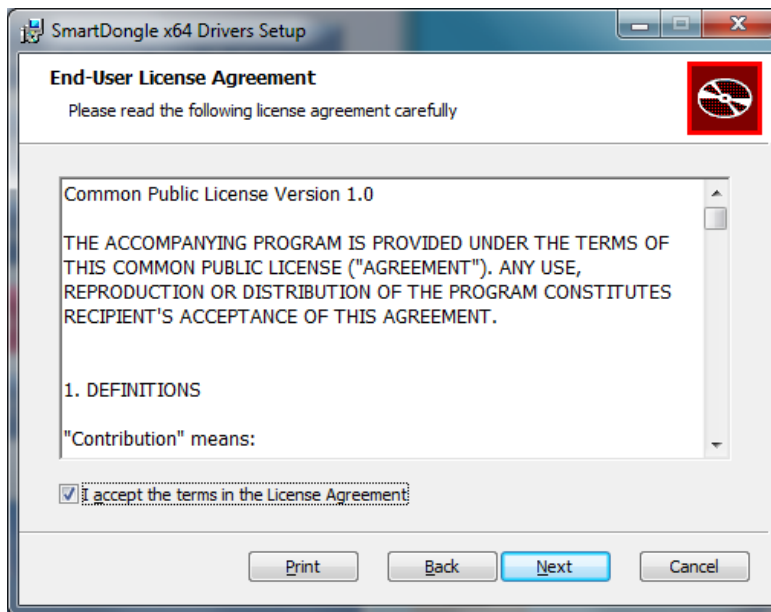 SmartDongle x64 Drivers Setup
End-User License Agreement
Please read the following license agreement carefully
Common Public License Version 1.0
THE ACCOMPANYING PROGRAM IS PROVIDED UNDER THE TERMS OF
THIS COMMON PUBLIC LICENSE ("AGREEMENT"). ANY USE,
REPRODUCTION OR DISTRIBUTION OF THE PROGRAM CONSTITUTES
RECIPIENT'S ACCEPTANCE OF THIS AGREEMENT.
1. DEFINITIONS
"Contribution" means:
I accept the terms in the License Agreement
Print Back Next Cancel